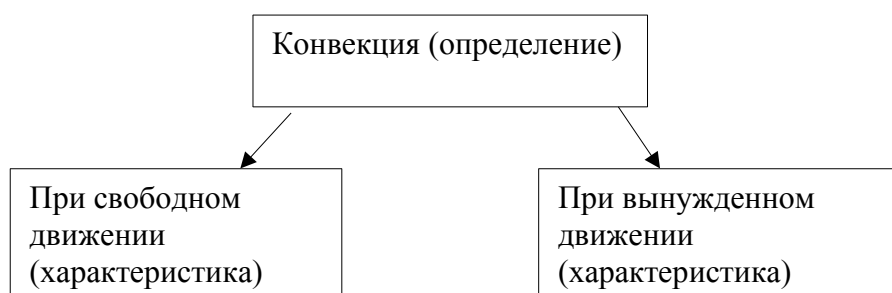 Конвекция (определение)
При свободном
движении
(характеристика)
При вынужденном
движении
(характеристика)